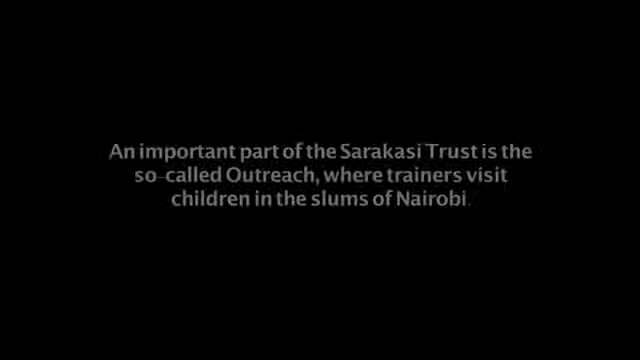 An important part of the Sarakasi Trust is the
so-called Outreach, where trainers visit
children in the slums of Nairobi.